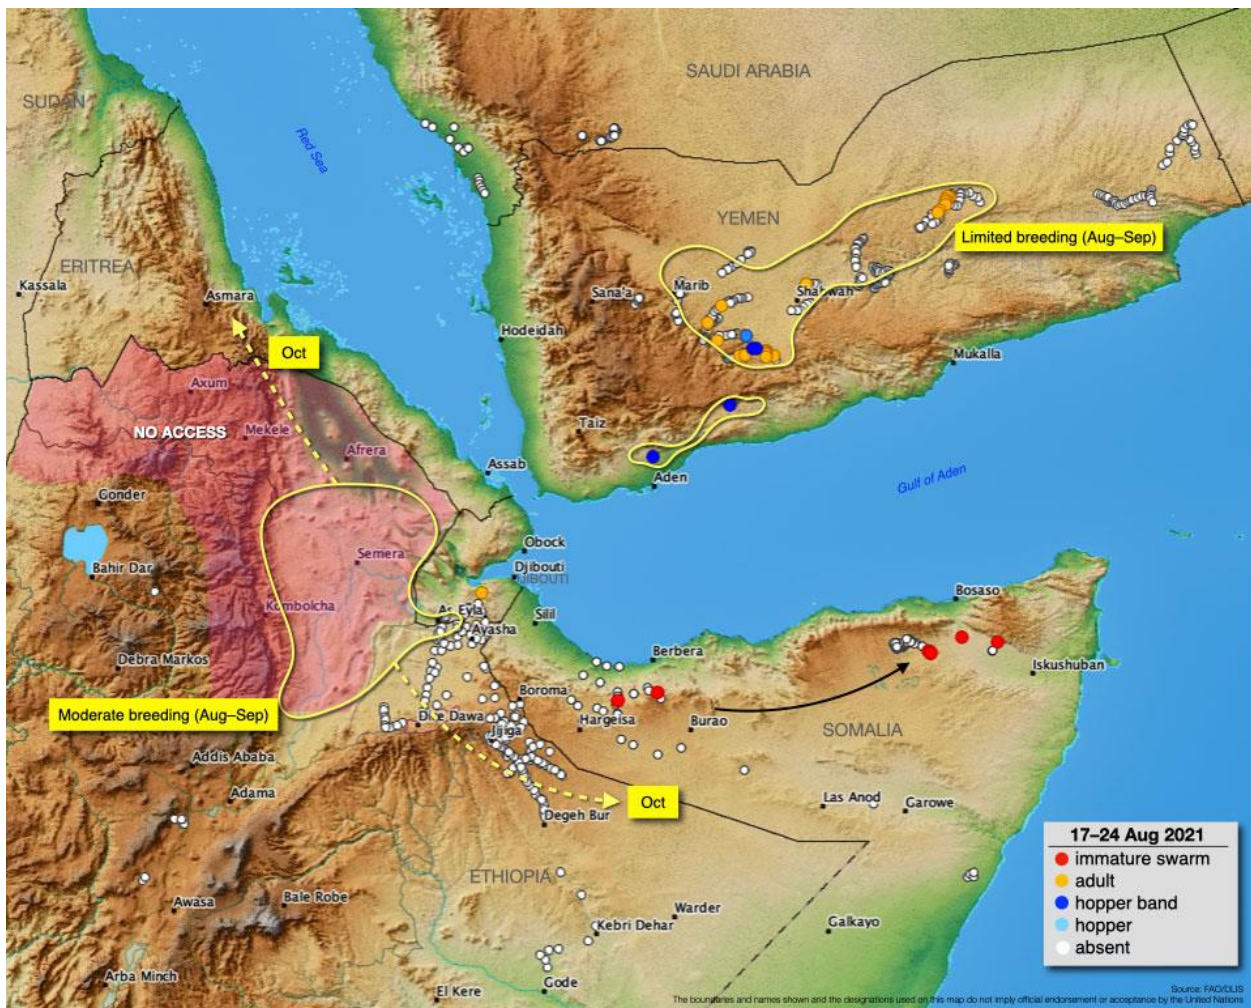 SAUDI ARABIA
SUDAN
Red Sea
YEMEN
Limited breeding (Aug–Sep)
ERITREA
Kassala
Asmara
Sana'a
Marib
Shabwah
Hodeidah
Mukalla
Oct
Axum
NO ACCESS
Mekele
Afrera
Taiz
Assab
Aden
Gulf of Aden
Gonder
Semera
Obock
Bahir Dar
Djibouti
DJIBOUTI
Kombolcha
As Eyla
Ayasha
Silil
Bosaso
Debra Markos
Berbera
Iskushuban
Moderate breeding (Aug–Sep)
Boroma
Dire Dawa
Hargeisa
Burao
Jijiga
SOMALIA
Addis Ababa
Adama
Oct
Las Anod
Garowe
Degeh Bur
ETHIOPIA
Awasa
Bale Robe
Warder
Kebri Dehar
Galkayo
Arba Minch
El Kere
Gode
17–24 Aug 2021
immature swarm
adult
hopper band
hopper
absent
Source: FAO/DLIS
The boundaries and names shown and the designations used on this map do not imply official endorsement or acceptance by the United Nations.